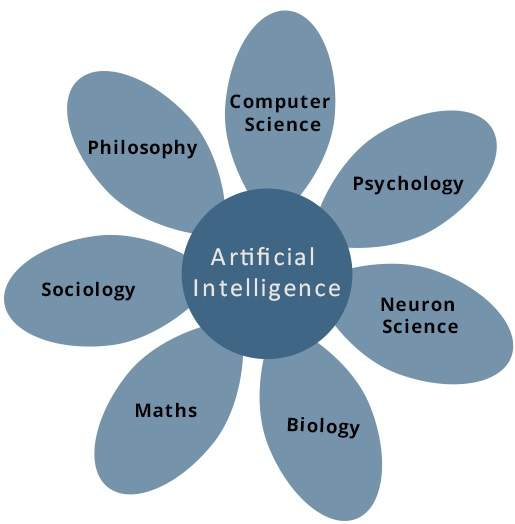 Computer
Science
Philosophy
Psychology
Artificial
Intelligence
Sociology
Neuron
Science
Maths
Biology